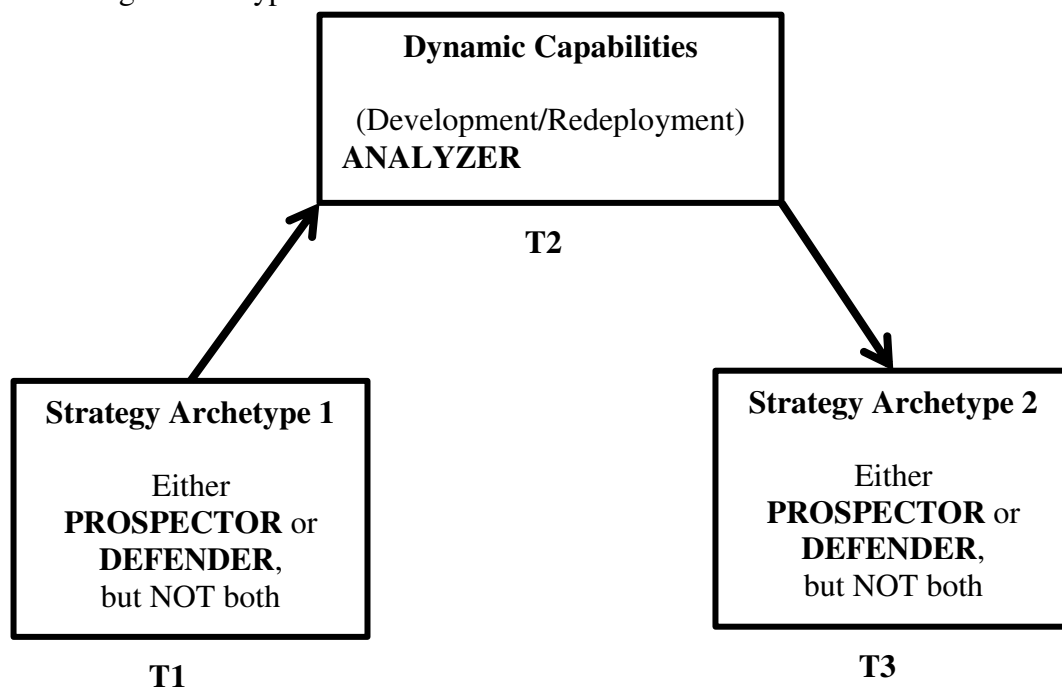 Dynamic Capabilities
(Development/Redeployment)
ANALYZER
T2
Strategy Archetype 1
Either
PROSPECTOR or
DEFENDER,
but NOT both
T1
Strategy Archetype 2
Either
PROSPECTOR or
DEFENDER,
but NOT both
T3